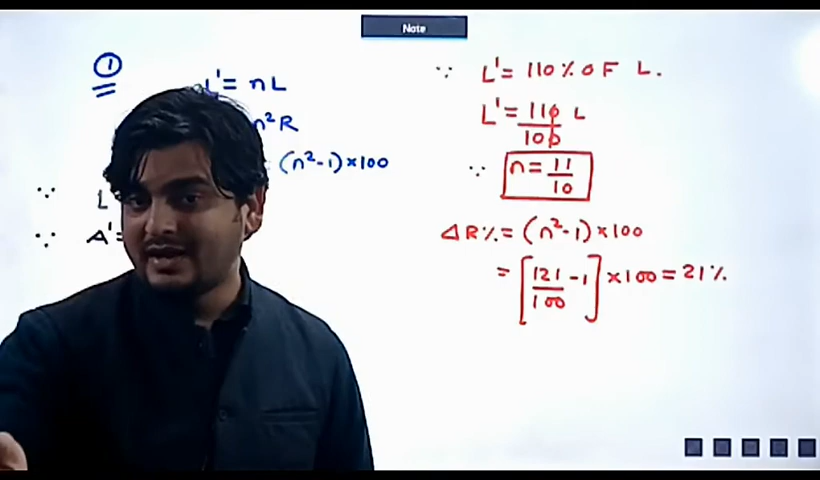 Note
①
L' = nL
n²R
= (n²-1)×100
∵ L
∵ A' =
∵ L' = 110% OF L.
L' = 110/100 L
∵ n = 11/10
ΔR% = (n²-1)×100
= [121/100 -1] ×100 = 21%